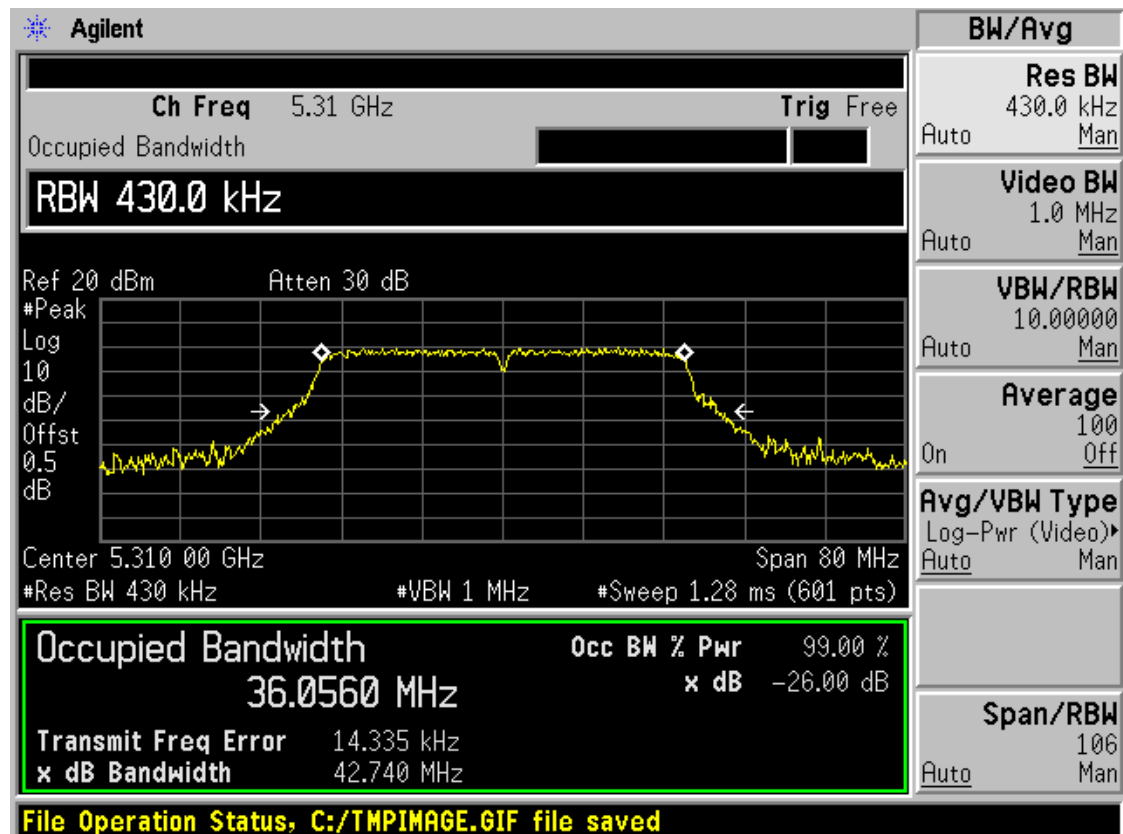 Agilent
BW/Avg
Ch Freq 5.31 GHz Trig Free
Occupied Bandwidth
RBW 430.0 kHz
Ref 20 dBm Atten 30 dB
#Peak
Log
10
dB/
Offst
0.5
dB
Center 5.310 00 GHz Span 80 MHz
#Res BW 430 kHz #VBW 1 MHz #Sweep 1.28 ms (601 pts)
Occupied Bandwidth
36.0560 MHz
Occ BW % Pwr 99.00 %
x dB -26.00 dB
Transmit Freq Error 14.335 kHz
x dB Bandwidth 42.740 MHz
Res BW
430.0 kHz
Auto Man
Video BW
1.0 MHz
Auto Man
VBW/RBW
10.00000
Auto Man
Average
100
On Off
Avg/VBW Type
Log-Pwr (Video)
Auto Man
Span/RBW
106
Auto Man
File Operation Status, C:/TMPIMAGE.GIF file saved